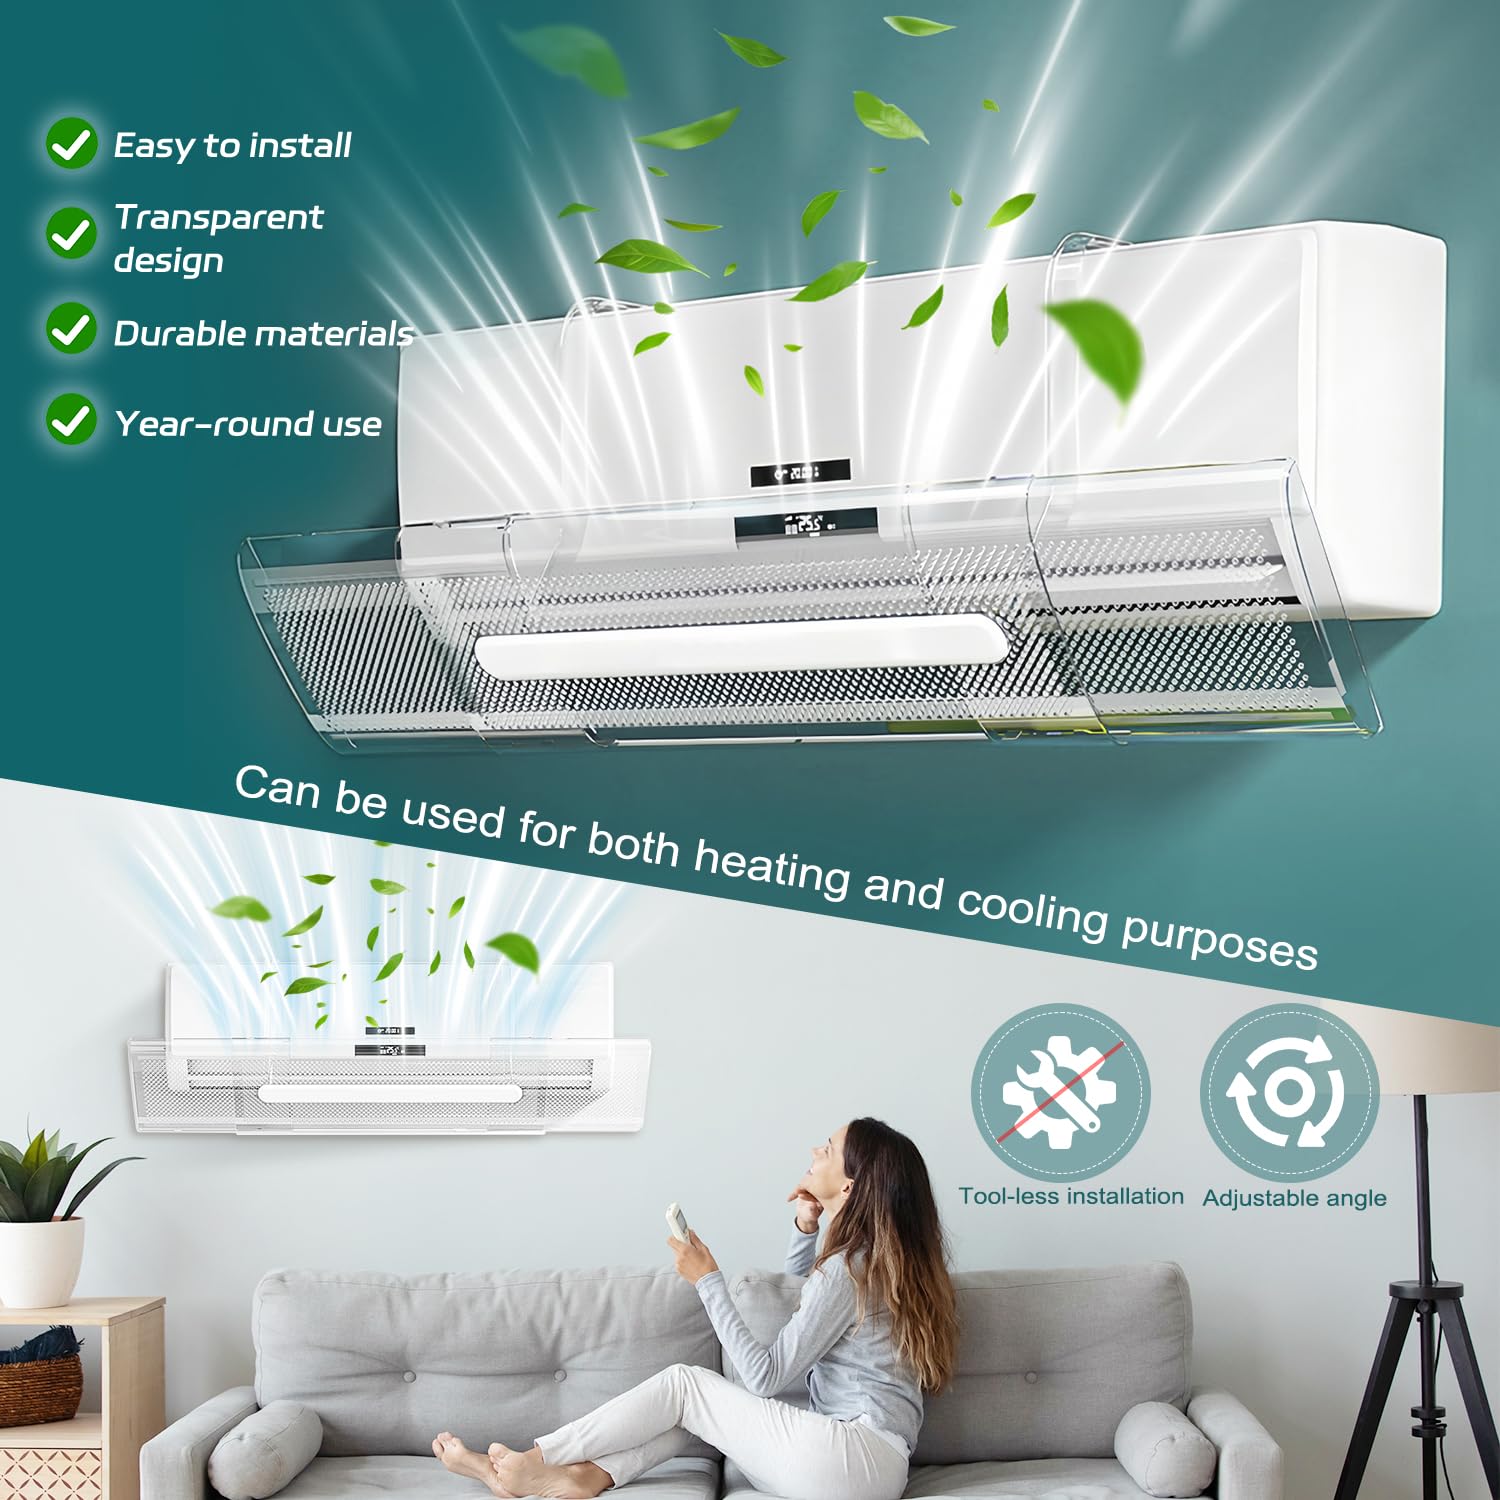 Easy to install
Transparent
design
Durable materials
Year-round use
Can be used for both heating and cooling purposes
Tool-less installation
Adjustable angle